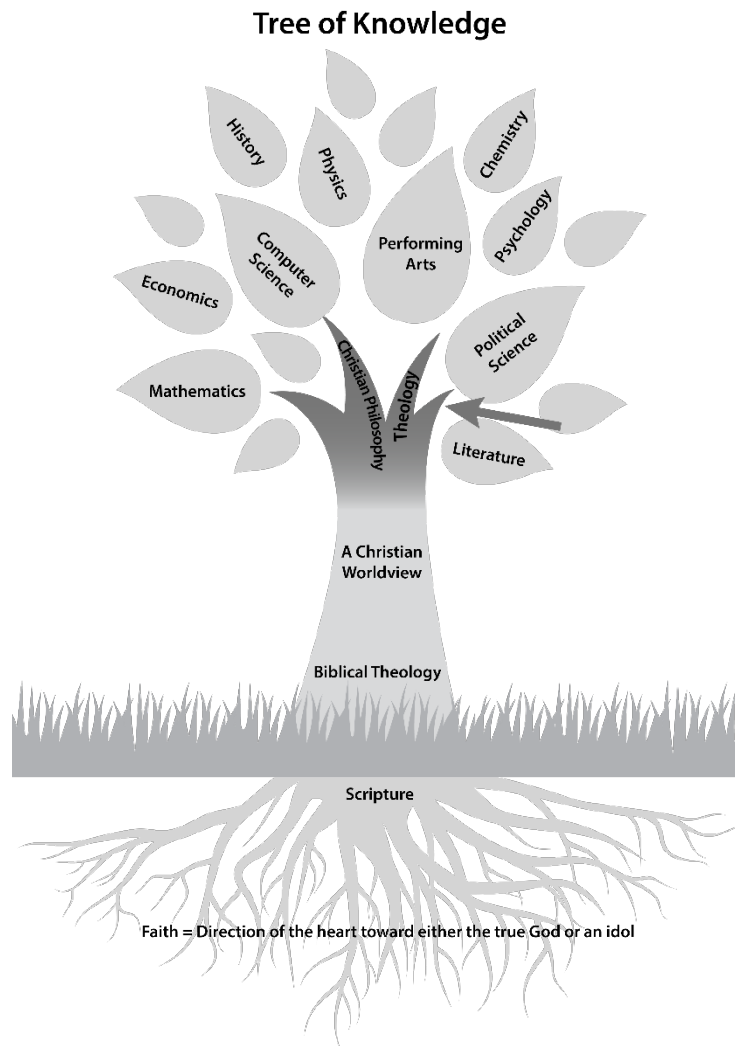 Tree of Knowledge
History
Physics
Chemistry
Computer
Science
Performing
Arts
Psychology
Economics
Political
Science
Mathematics
Christian Philosophy
Theology
Literature
A Christian
Worldview
Biblical Theology
Scripture
Faith = Direction of the heart toward either the true God or an idol